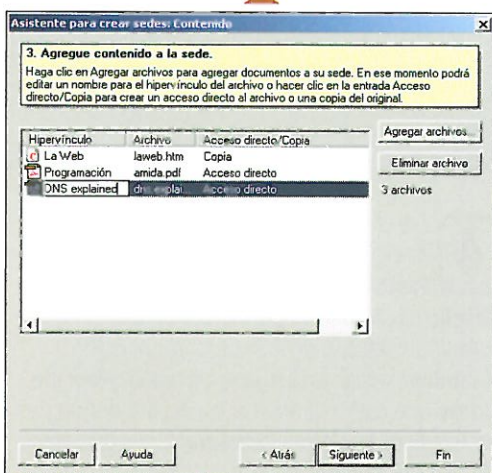 Asistente para crear sedes: Contenido
3. Agregue contenido a la sede.
Haga clic en Agregar archivos para agregar documentos a su sede. En ese momento podrá
editar un nombre para el hipervínculo del archivo o hacer clic en la entrada Acceso
directo/Copia para crear un acceso directo al archivo o una copia del original.
Hipervínculo Archivo Acceso directo/Copia
La Web laweb.htm Copia
Programación amida.pdf Acceso directo
DNS explained dns explai... Acceso directo
Agregar archivos...
Eliminar archivo
3 archivos
Cancelar Ayuda < Atrás Siguiente > Fin